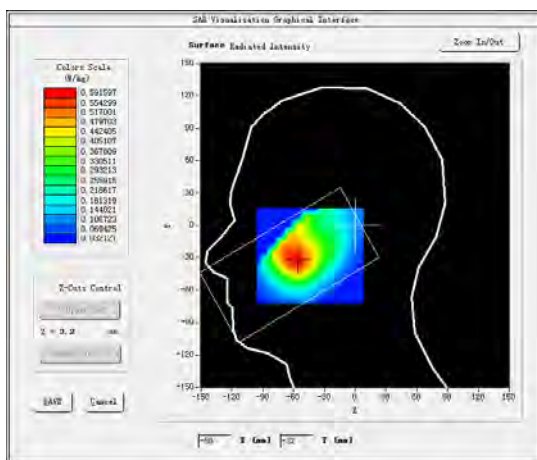 SAR Visualisation Graphical Interface
Surface Radiated Intensity
Zoom In/Out
Colors Scale
(W/kg)
0.591597
0.554299
0.517001
0.479703
0.442405
0.405107
0.367809
0.330511
0.293213
0.255915
0.218617
0.181319
0.144021
0.106723
0.069425
0.032127
150
120
90
60
30
0
-30
-60
-90
-120
-150
-150 -120 -90 -60 -30 0 30 60 90 120 150
X
Z-Cuts Control
Z = 3.2 mm
SAVE Cancel
X (mm) -32 Y (mm)